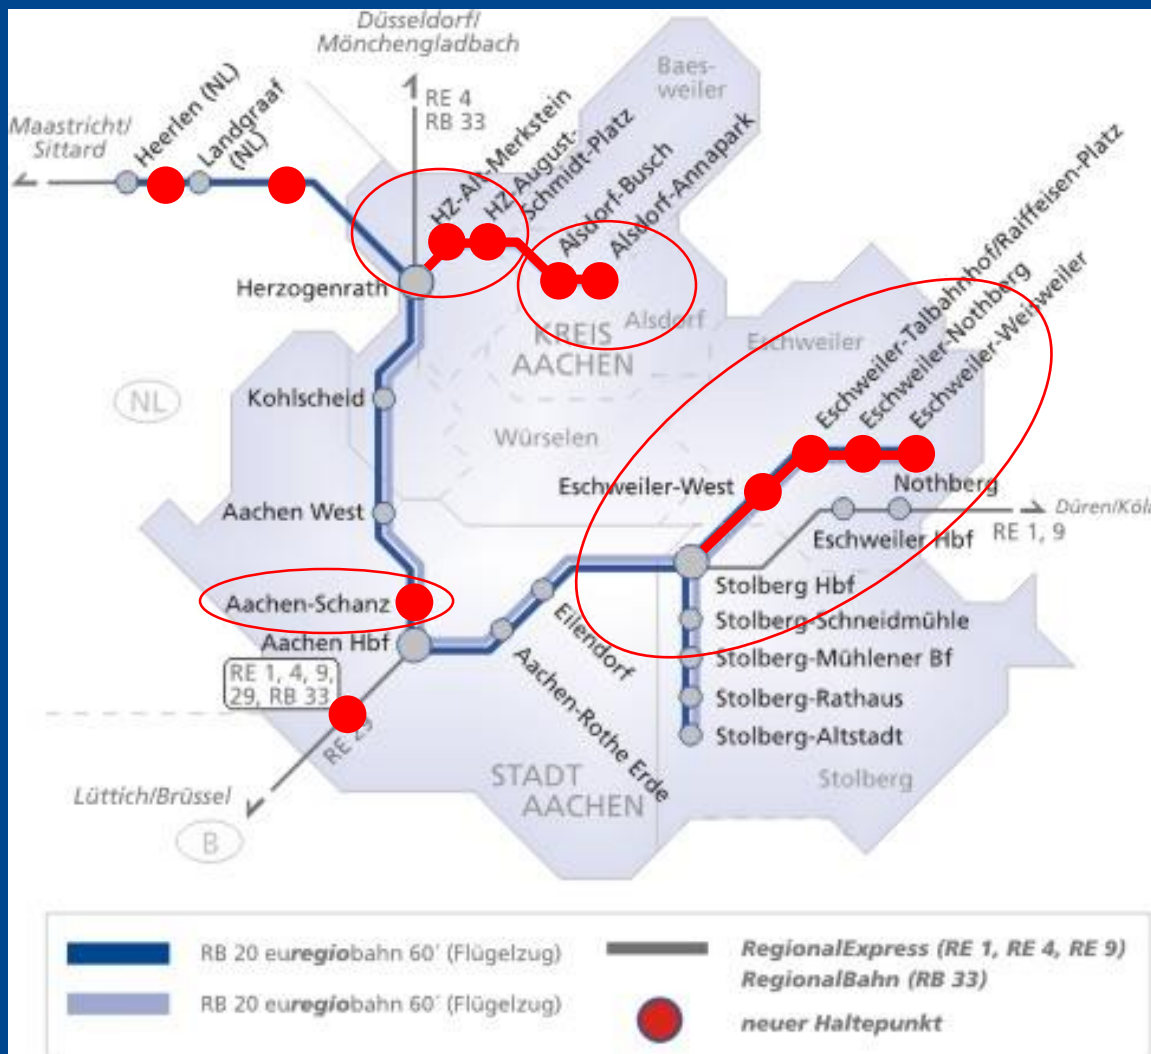 Düsseldorf/
Mönchengladbach
Baes-
weiler
RE 4
RB 33
Maastricht/
Sittard
Heerlen (NL)
Landgraaf
(NL)
HZ-Alt-Merkstein
HZ-August-
Schmidt-Platz
Alsdorf-Busch
Alsdorf-Annapark
Herzogenrath
KREIS
AACHEN
Alsdorf
Eschweiler
Eschweiler-Talbahnhof/Raiffeisen-Platz
Eschweiler-Nothberg
Eschweiler-Weisweiler
NL
Kohlscheid
Würselen
Eschweiler-West
Nothberg
Aachen West
Düren/Köln
Eschweiler Hbf
RE 1, 9
Stolberg Hbf
Aachen-Schanz
Eilendorf
Stolberg-Schneidmühle
Aachen Hbf
Stolberg-Mühlener Bf
RE 1, 4, 9,
29, RB 33
Aachen-Rothe Erde
Stolberg-Rathaus
RE 29
Stolberg-Altstadt
STADT
AACHEN
Stolberg
Lüttich/Brüssel
B
RB 20 euregiobahn 60´ (Flügelzug)
RB 20 euregiobahn 60´ (Flügelzug)
RegionalExpress (RE 1, RE 4, RE 9)
RegionalBahn (RB 33)
neuer Haltepunkt